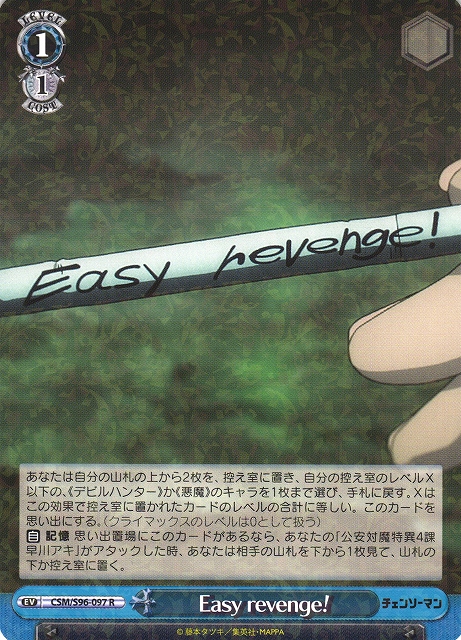 LEVEL
1
1
COST
Easy revenge!
あなたは自分の山札の上から2枚を、控え室に置き、自分の控え室のレベルX
以下の、《デビルハンター》か《悪魔》のキャラを1枚まで選び、手札に戻す。Xは
この効果で控え室に置かれたカードのレベルの合計に等しい。このカードを
思い出にする。(クライマックスのレベルは0として扱う)
記憶 思い出置場にこのカードがあるなら、あなたの「公安対魔特異4課
早川アキ」がアタックした時、あなたは相手の山札を下から1枚見て、山札の
下か控え室に置く。
EV CSM/S96-097 R Easy revenge! チェンソーマン
© 藤本タツキ/集英社・MAPPA